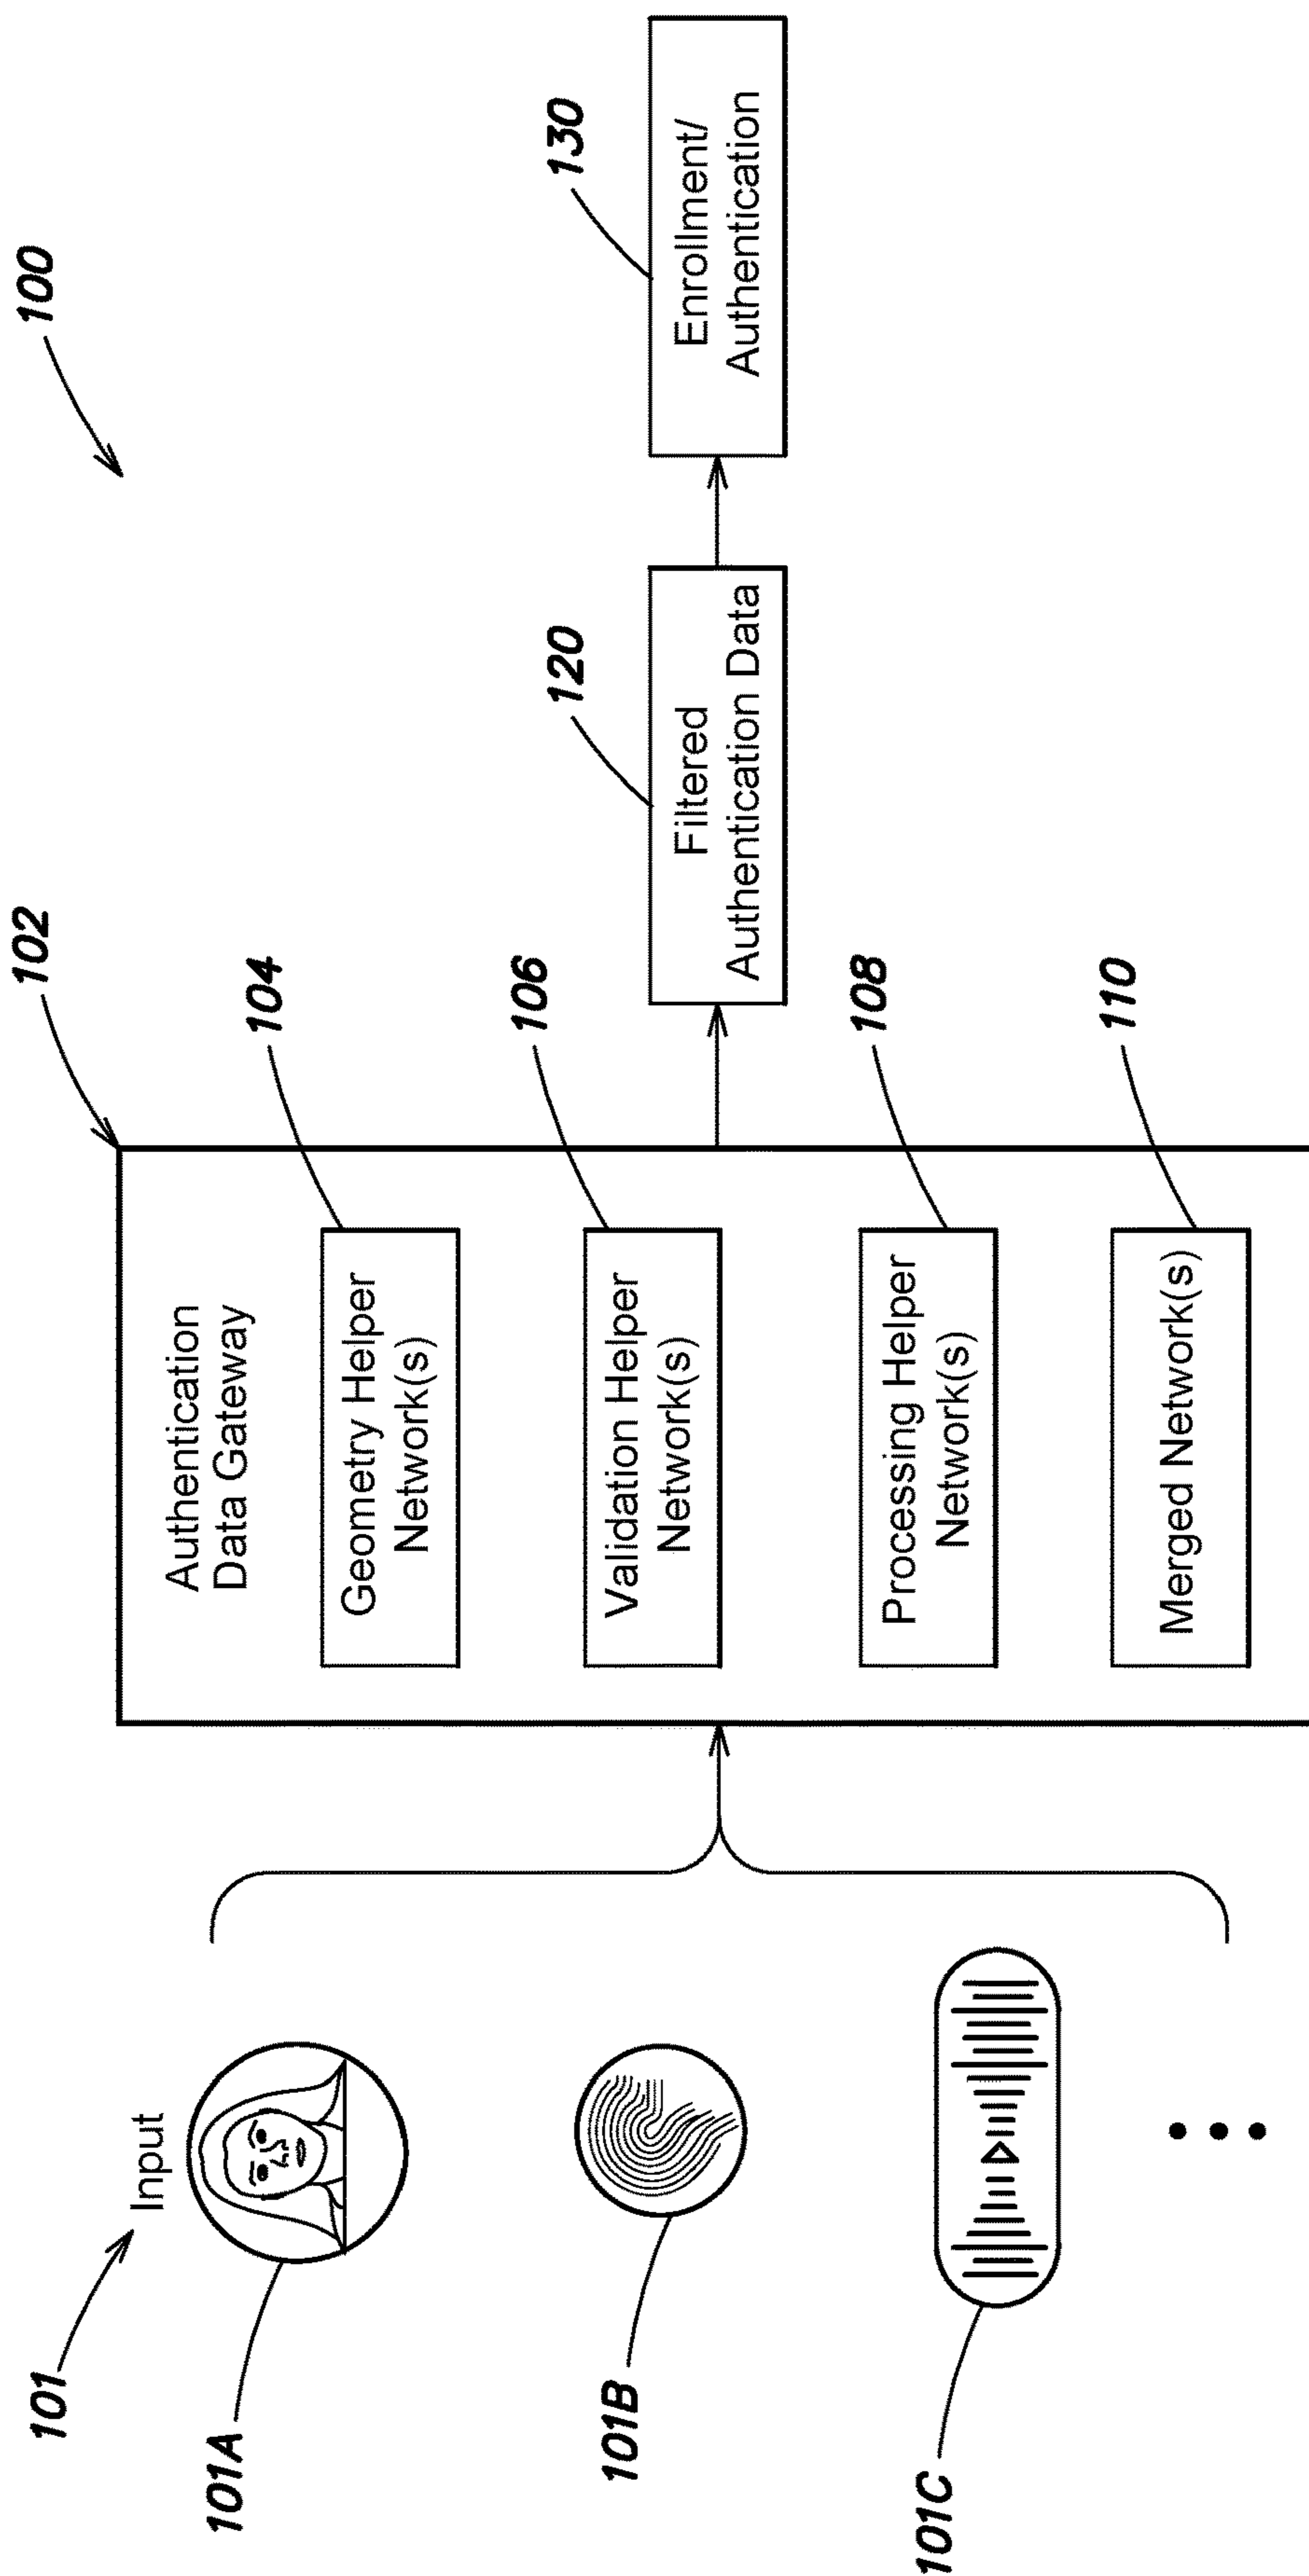 100
102
101
Input
101A
101B
101C
Authentication
Data Gateway
104
Geometry Helper
Network(s)
106
Validation Helper
Network(s)
108
Processing Helper
Network(s)
110
Merged Network(s)
120
Filtered
Authentication Data
130
Enrollment/
Authentication